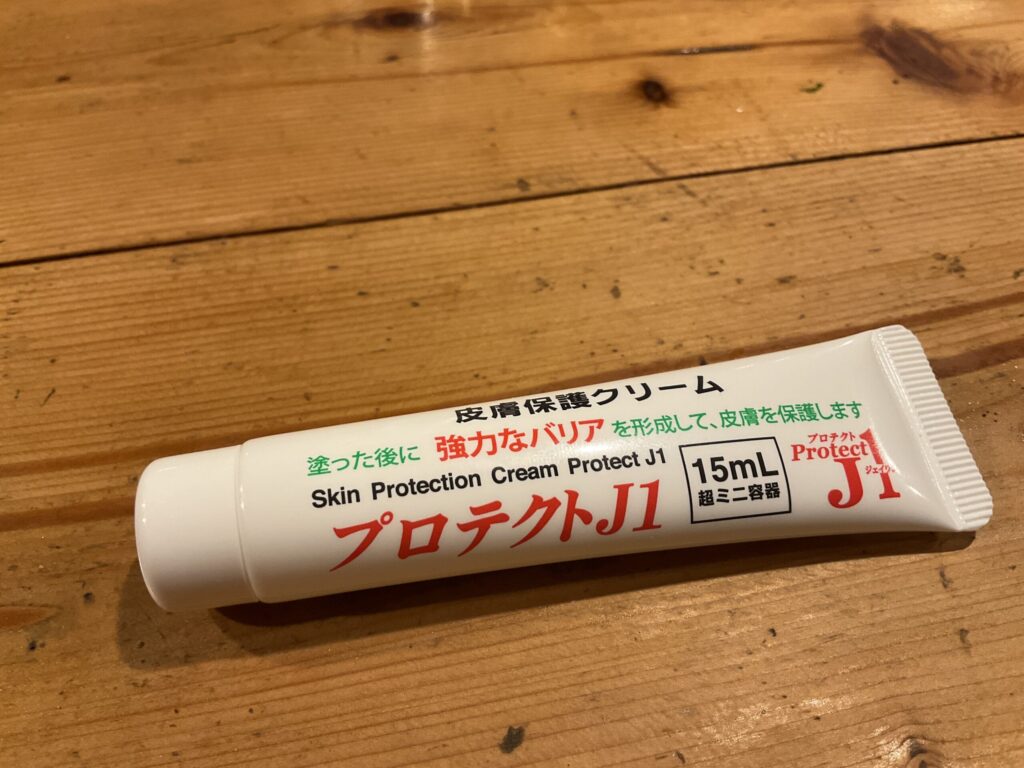 皮膚保護クリーム
塗った後に 強力なバリア を形成して、皮膚を保護します
Skin Protection Cream Protect J1
プロテクトJ1
15mL
超ミニ容器
プロテクト
Protect
J1
ジェイワン